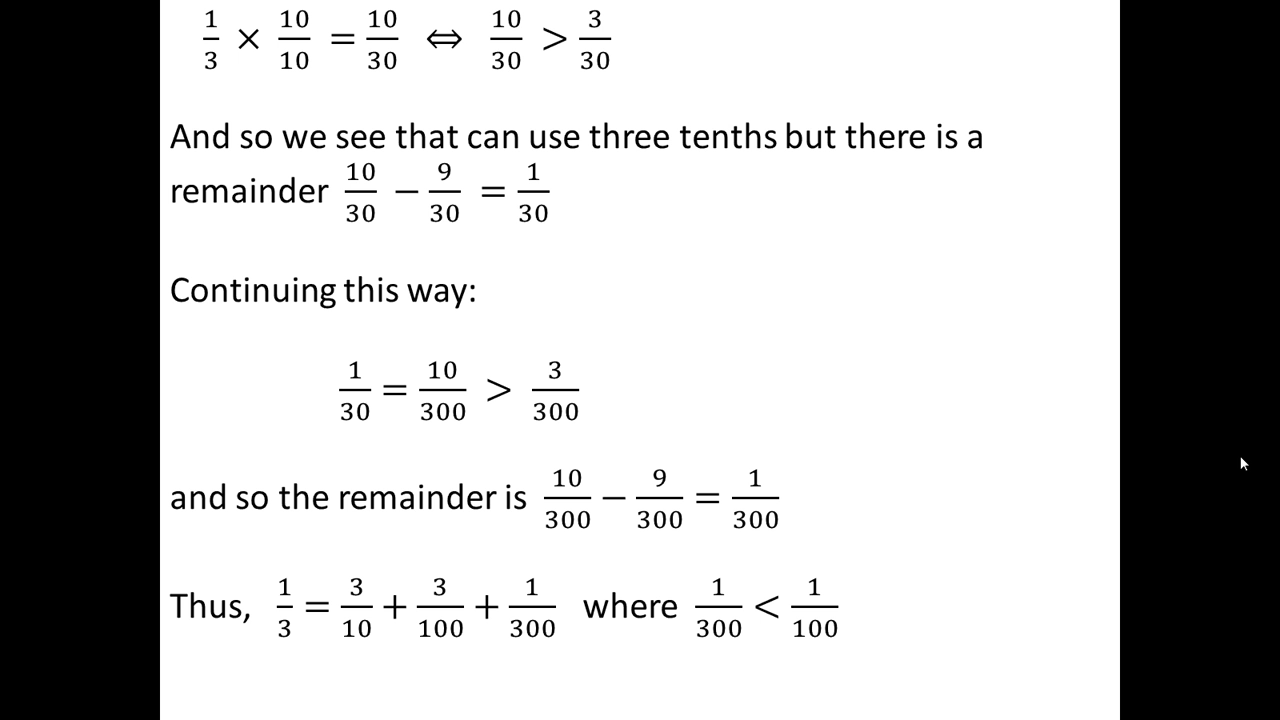 1/3 × 10/10 = 10/30 ⇔ 10/30 > 3/30
And so we see that can use three tenths but there is a
remainder 10/30 − 9/30 = 1/30
Continuing this way:
1/30 = 10/300 > 3/300
and so the remainder is 10/300 − 9/300 = 1/300
Thus, 1/3 = 3/10 + 3/100 + 1/300 where 1/300 < 1/100